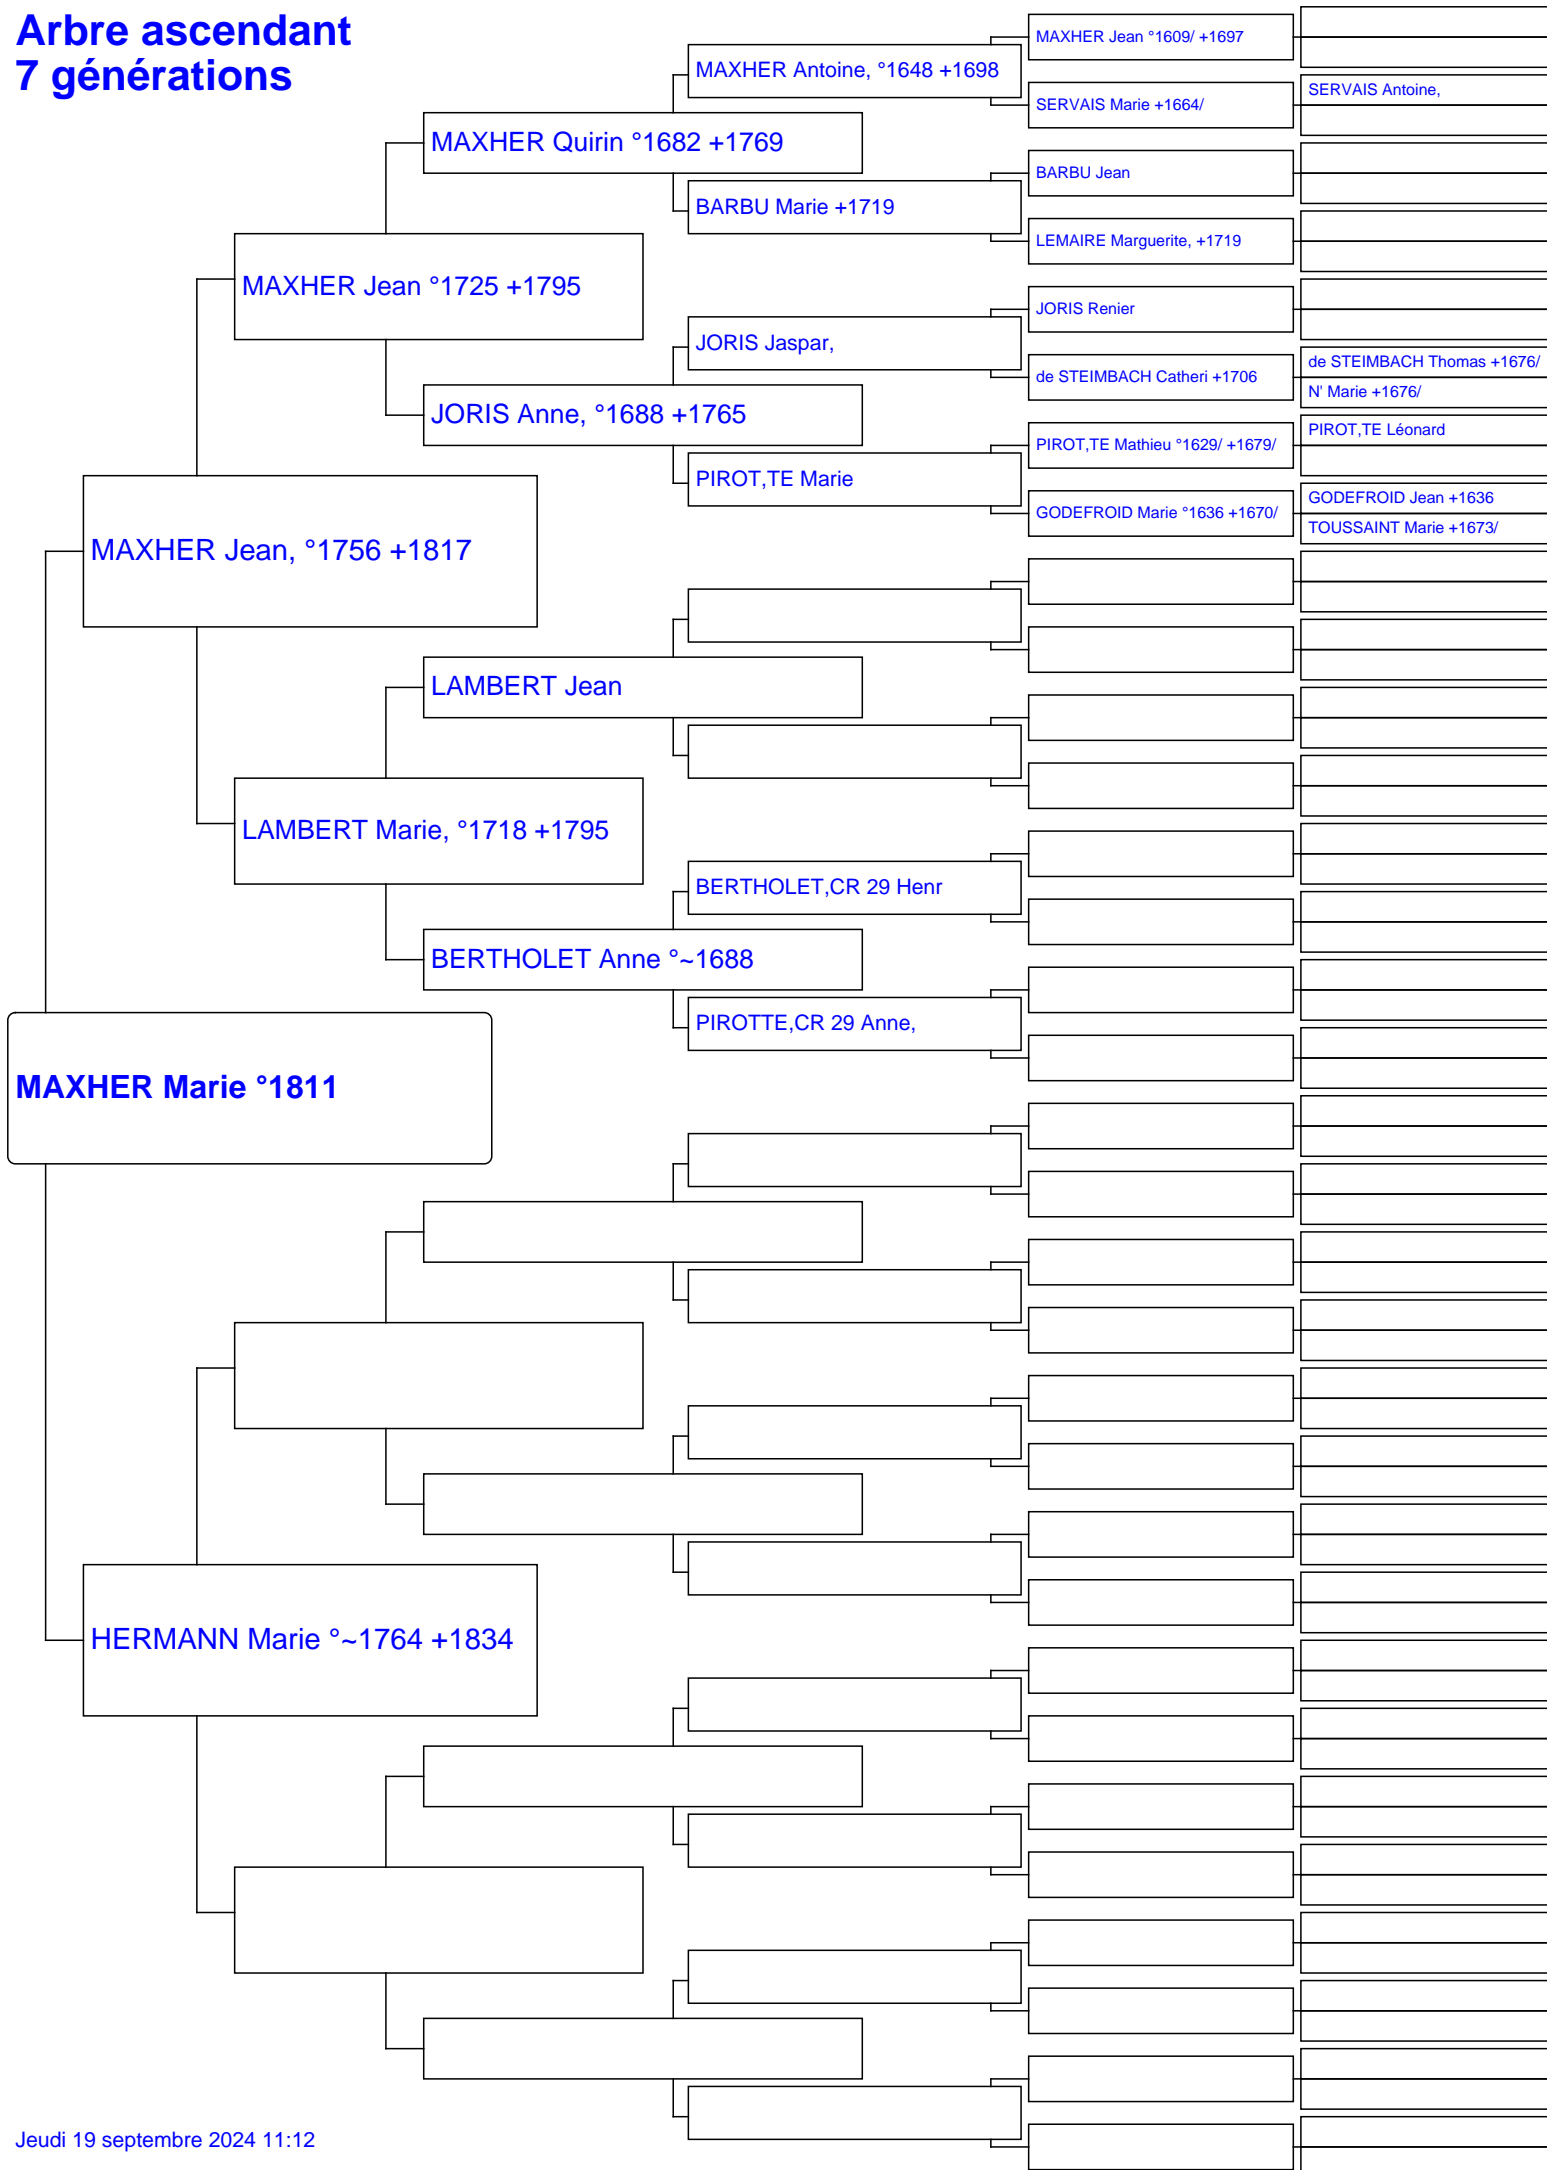 Arbre ascendant
7 générations
MAXHER Jean °1609/ +1697
MAXHER Antoine, °1648 +1698
SERVAIS Antoine,
SERVAIS Marie +1664/
MAXHER Quirin °1682 +1769
BARBU Jean
BARBU Marie +1719
LEMAIRE Marguerite, +1719
MAXHER Jean °1725 +1795
JORIS Renier
JORIS Jaspar,
de STEIMBACH Thomas +1676/
de STEIMBACH Catheri +1706
N' Marie +1676/
JORIS Anne, °1688 +1765
PIROT,TE Léonard
PIROT,TE Mathieu °1629/ +1679/
PIROT,TE Marie
GODEFROID Jean +1636
GODEFROID Marie °1636 +1670/
TOUSSAINT Marie +1673/
MAXHER Jean, °1756 +1817
LAMBERT Jean
LAMBERT Marie, °1718 +1795
BERTHOLET,CR 29 Henr
BERTHOLET Anne °~1688
PIROTTE,CR 29 Anne,
MAXHER Marie °1811
HERMANN Marie °~1764 +1834
Jeudi 19 septembre 2024 11:12